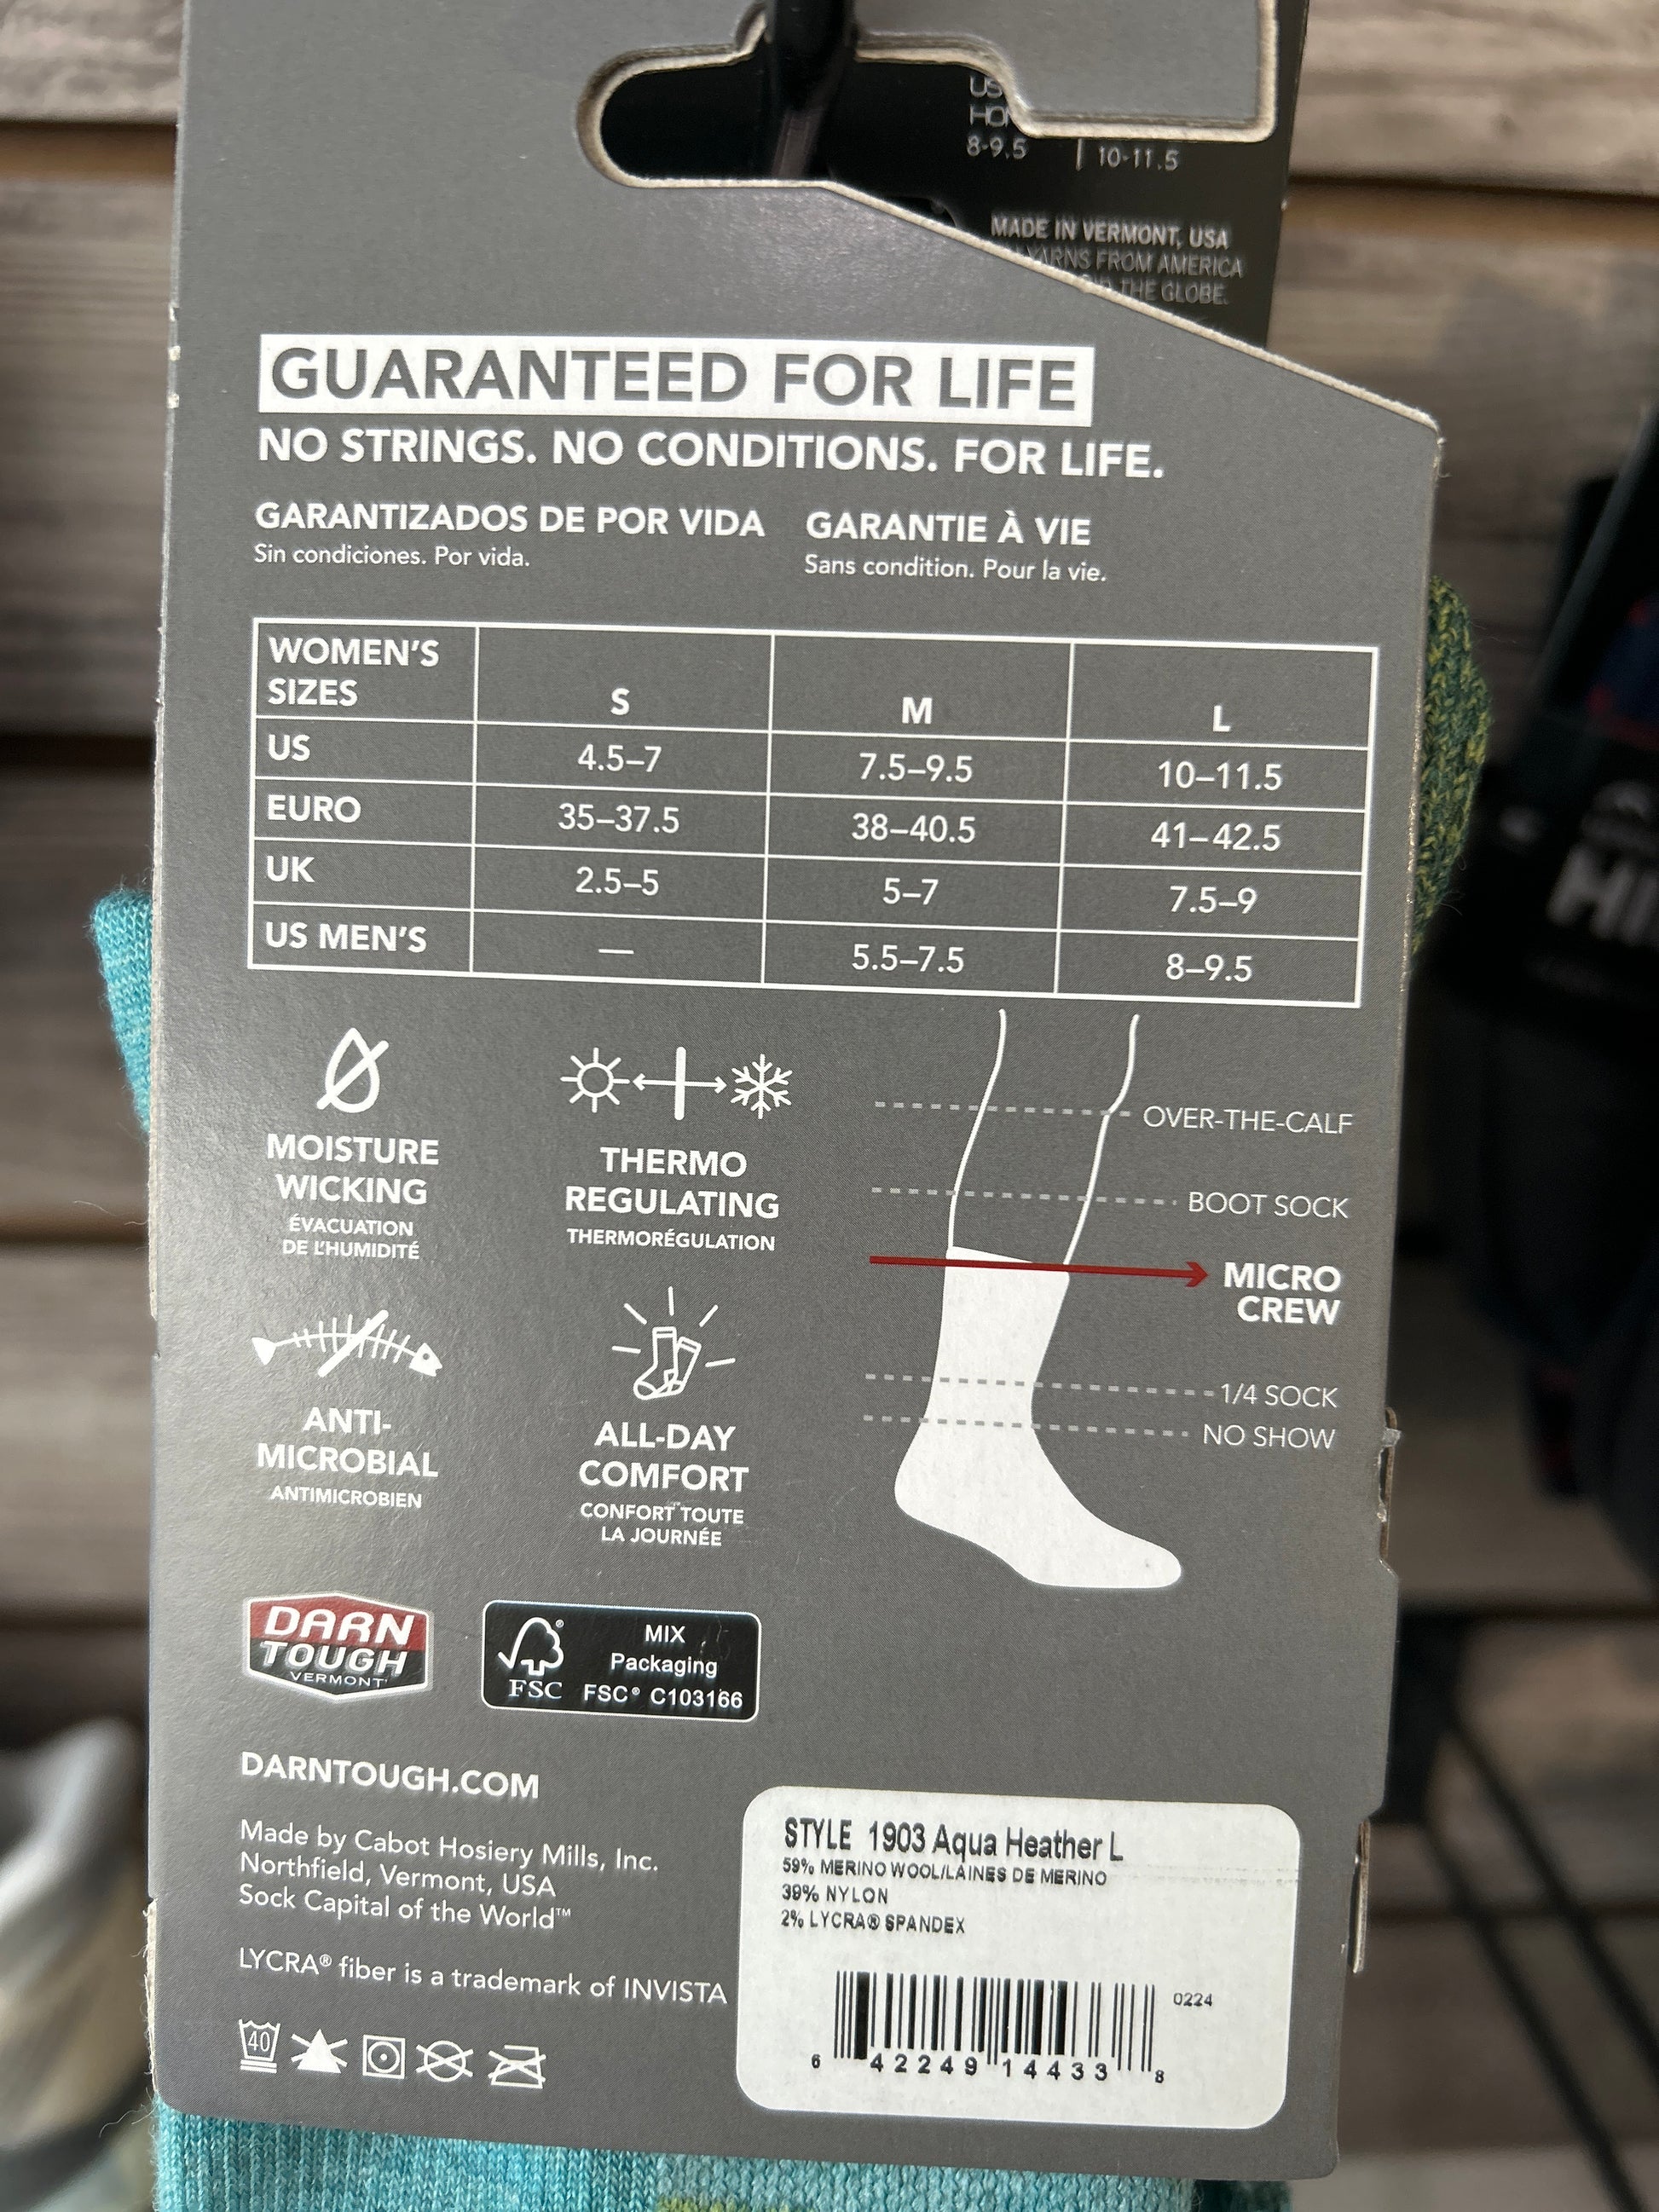 US
8-9.5 | 10-11.5
MADE IN VERMONT, USA
YARNS FROM AMERICA
THE GLOBE.
GUARANTEED FOR LIFE
NO STRINGS. NO CONDITIONS. FOR LIFE.
GARANTIZADOS DE POR VIDA GARANTIE À VIE
Sin condiciones. Por vida. Sans condition. Pour la vie.
WOMEN'S
SIZES S M L
US 4.5–7 7.5–9.5 10–11.5
EURO 35–37.5 38–40.5 41–42.5
UK 2.5–5 5–7 7.5–9
US MEN'S — 5.5–7.5 8–9.5
MOISTURE
WICKING
ÉVACUATION
DE L'HUMIDITÉ
THERMO
REGULATING
THERMORÉGULATION
ANTI-
MICROBIAL
ANTIMICROBIEN
ALL-DAY
COMFORT
CONFORT TOUTE
LA JOURNÉE
OVER-THE-CALF
BOOT SOCK
MICRO
CREW
1/4 SOCK
NO SHOW
DARN
TOUGH
VERMONT
MIX
Packaging
FSC FSC® C103166
DARNTOUGH.COM
Made by Cabot Hosiery Mills, Inc.
Northfield, Vermont, USA
Sock Capital of the World™
LYCRA® fiber is a trademark of INVISTA
40
STYLE 1903 Aqua Heather L
59% MERINO WOOL/LAINES DE MERINO
39% NYLON
2% LYCRA® SPANDEX
0224
6 42249 14433 8